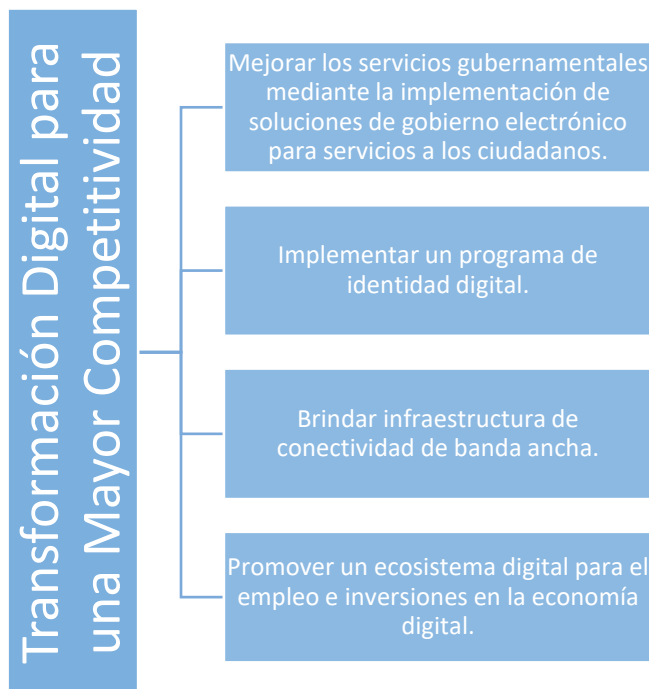 Transformación Digital para
una Mayor Competitividad
Mejorar los servicios gubernamentales
mediante la implementación de
soluciones de gobierno electrónico
para servicios a los ciudadanos.
Implementar un programa de
identidad digital.
Brindar infraestructura de
conectividad de banda ancha.
Promover un ecosistema digital para el
empleo e inversiones en la economía
digital.